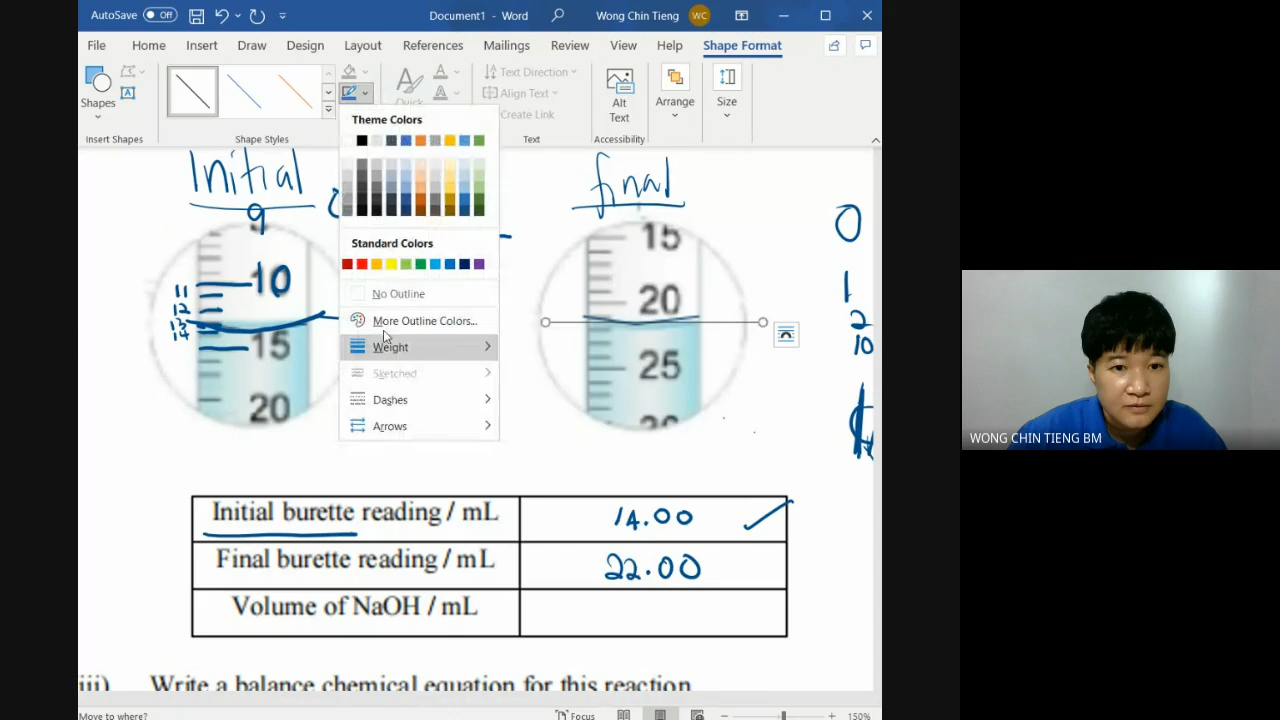 AutoSave Off Document1 - Word Wong Chin Tieng WC
File Home Insert Draw Design Layout References Mailings Review View Help Shape Format
Shapes
Text Direction
Align Text
Create Link
Alt Text
Arrange
Size
Insert Shapes Shape Styles Text Accessibility
Theme Colors
Standard Colors
No Outline
More Outline Colors...
Weight
Sketched
Dashes
Arrows
Initial
9
10
11
12
13
14
15
20
final
15
20
25
30
0
1
2
10
Initial burette reading / mL 14.00
Final burette reading / mL 22.00
Volume of NaOH / mL
iii) Write a balance chemical equation for this reaction
Move to where? Focus 150%
WONG CHIN TIENG BM